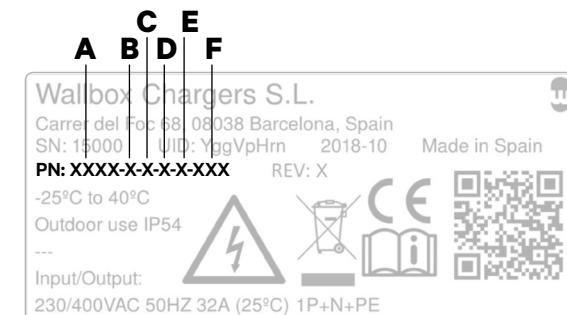 C E
A B D F
Wallbox Chargers S.L.
Carrer del Foc 68, 08038 Barcelona, Spain
SN: 15000 UID: YggVpHrn 2018-10 Made in Spain
PN: XXXX-X-X-X-X-XXX REV: X
-25ºC to 40ºC
Outdoor use IP54
---
Input/Output:
230/400VAC 50HZ 32A (25ºC) 1P+N+PE
CE
i